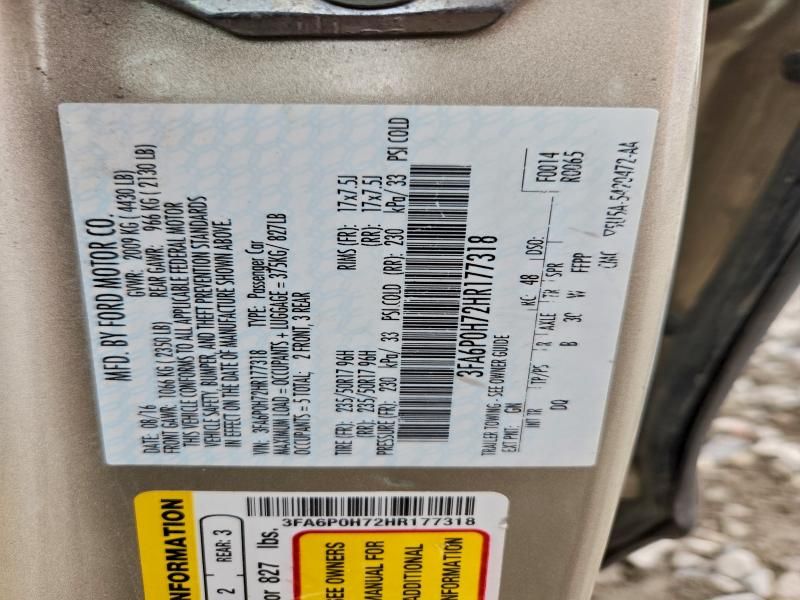 MFD. BY FORD MOTOR CO.
DATE: 08/16 GVWR: 2009 KG ( 4430 LB)
FRONT GAWR: 1066 KG ( 2350 LB) REAR GAWR: 966 KG ( 2130 LB)
THIS VEHICLE CONFORMS TO ALL APPLICABLE FEDERAL MOTOR
VEHICLE SAFETY, BUMPER, AND THEFT PREVENTION STANDARDS
IN EFFECT ON THE DATE OF MANUFACTURE SHOWN ABOVE.
VIN: 3FA6P0H72HR177318 TYPE: Passenger Car
MAXIMUM LOAD = OCCUPANTS + LUGGAGE = 375KG/ 827LB
OCCUPANTS = 5 TOTAL; 2 FRONT, 3 REAR
TIRE (FR): 235/50R17 96H RIMS (FR): 17x7.5J
(RR): 235/50R17 96H (RR): 17x7.5J
PRESSURE (FR): 230 kPa/ 33 PSI COLD (RR): 230 kPa/ 33 PSI COLD
3FA6P0H72HR177318
TRAILER TOWING - SEE OWNER GUIDE
EXT PNT: GN RC: 48 DSO: F0014
R0065
INT TR TP/PS R AXLE TR SPR
DQ B 3C W FFPP
INFORMATION
2 REAR: 3
or 827 lbs.
3FA6P0H72HR177318
SEE OWNERS
MANUAL FOR
ADDITIONAL
INFORMATION